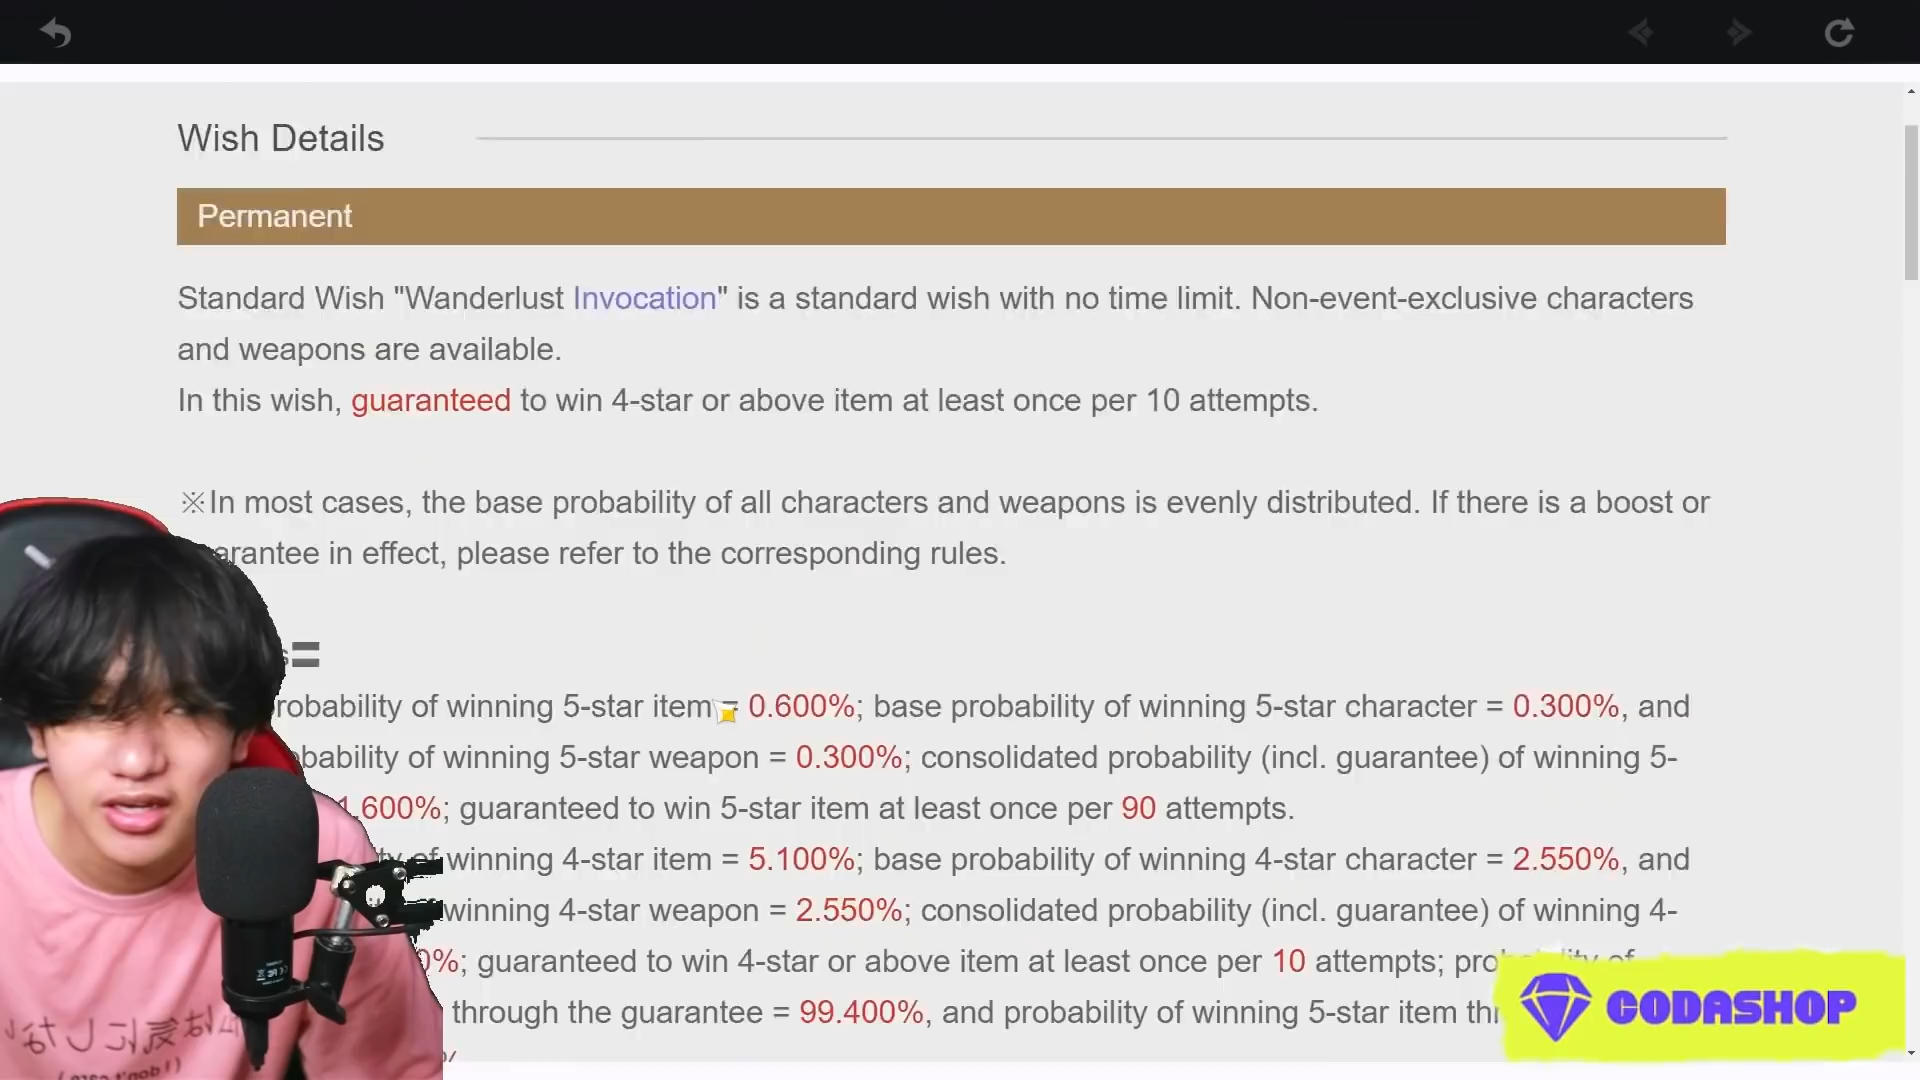 Wish Details
Permanent
Standard Wish "Wanderlust Invocation" is a standard wish with no time limit. Non-event-exclusive characters
and weapons are available.
In this wish, guaranteed to win 4-star or above item at least once per 10 attempts.
※In most cases, the base probability of all characters and weapons is evenly distributed. If there is a boost or
in effect, please refer to the corresponding rules.
of winning 5-star item = 0.600%; base probability of winning 5-star character = 0.300%, and
of winning 5-star weapon = 0.300%; consolidated probability (incl. guarantee) of winning 5-
1.600%; guaranteed to win 5-star item at least once per 90 attempts.
of winning 4-star item = 5.100%; base probability of winning 4-star character = 2.550%, and
winning 4-star weapon = 2.550%; consolidated probability (incl. guarantee) of winning 4-
guaranteed to win 4-star or above item at least once per 10 attempts; of
through the guarantee = 99.400%, and probability of winning 5-star item
CODASHOP